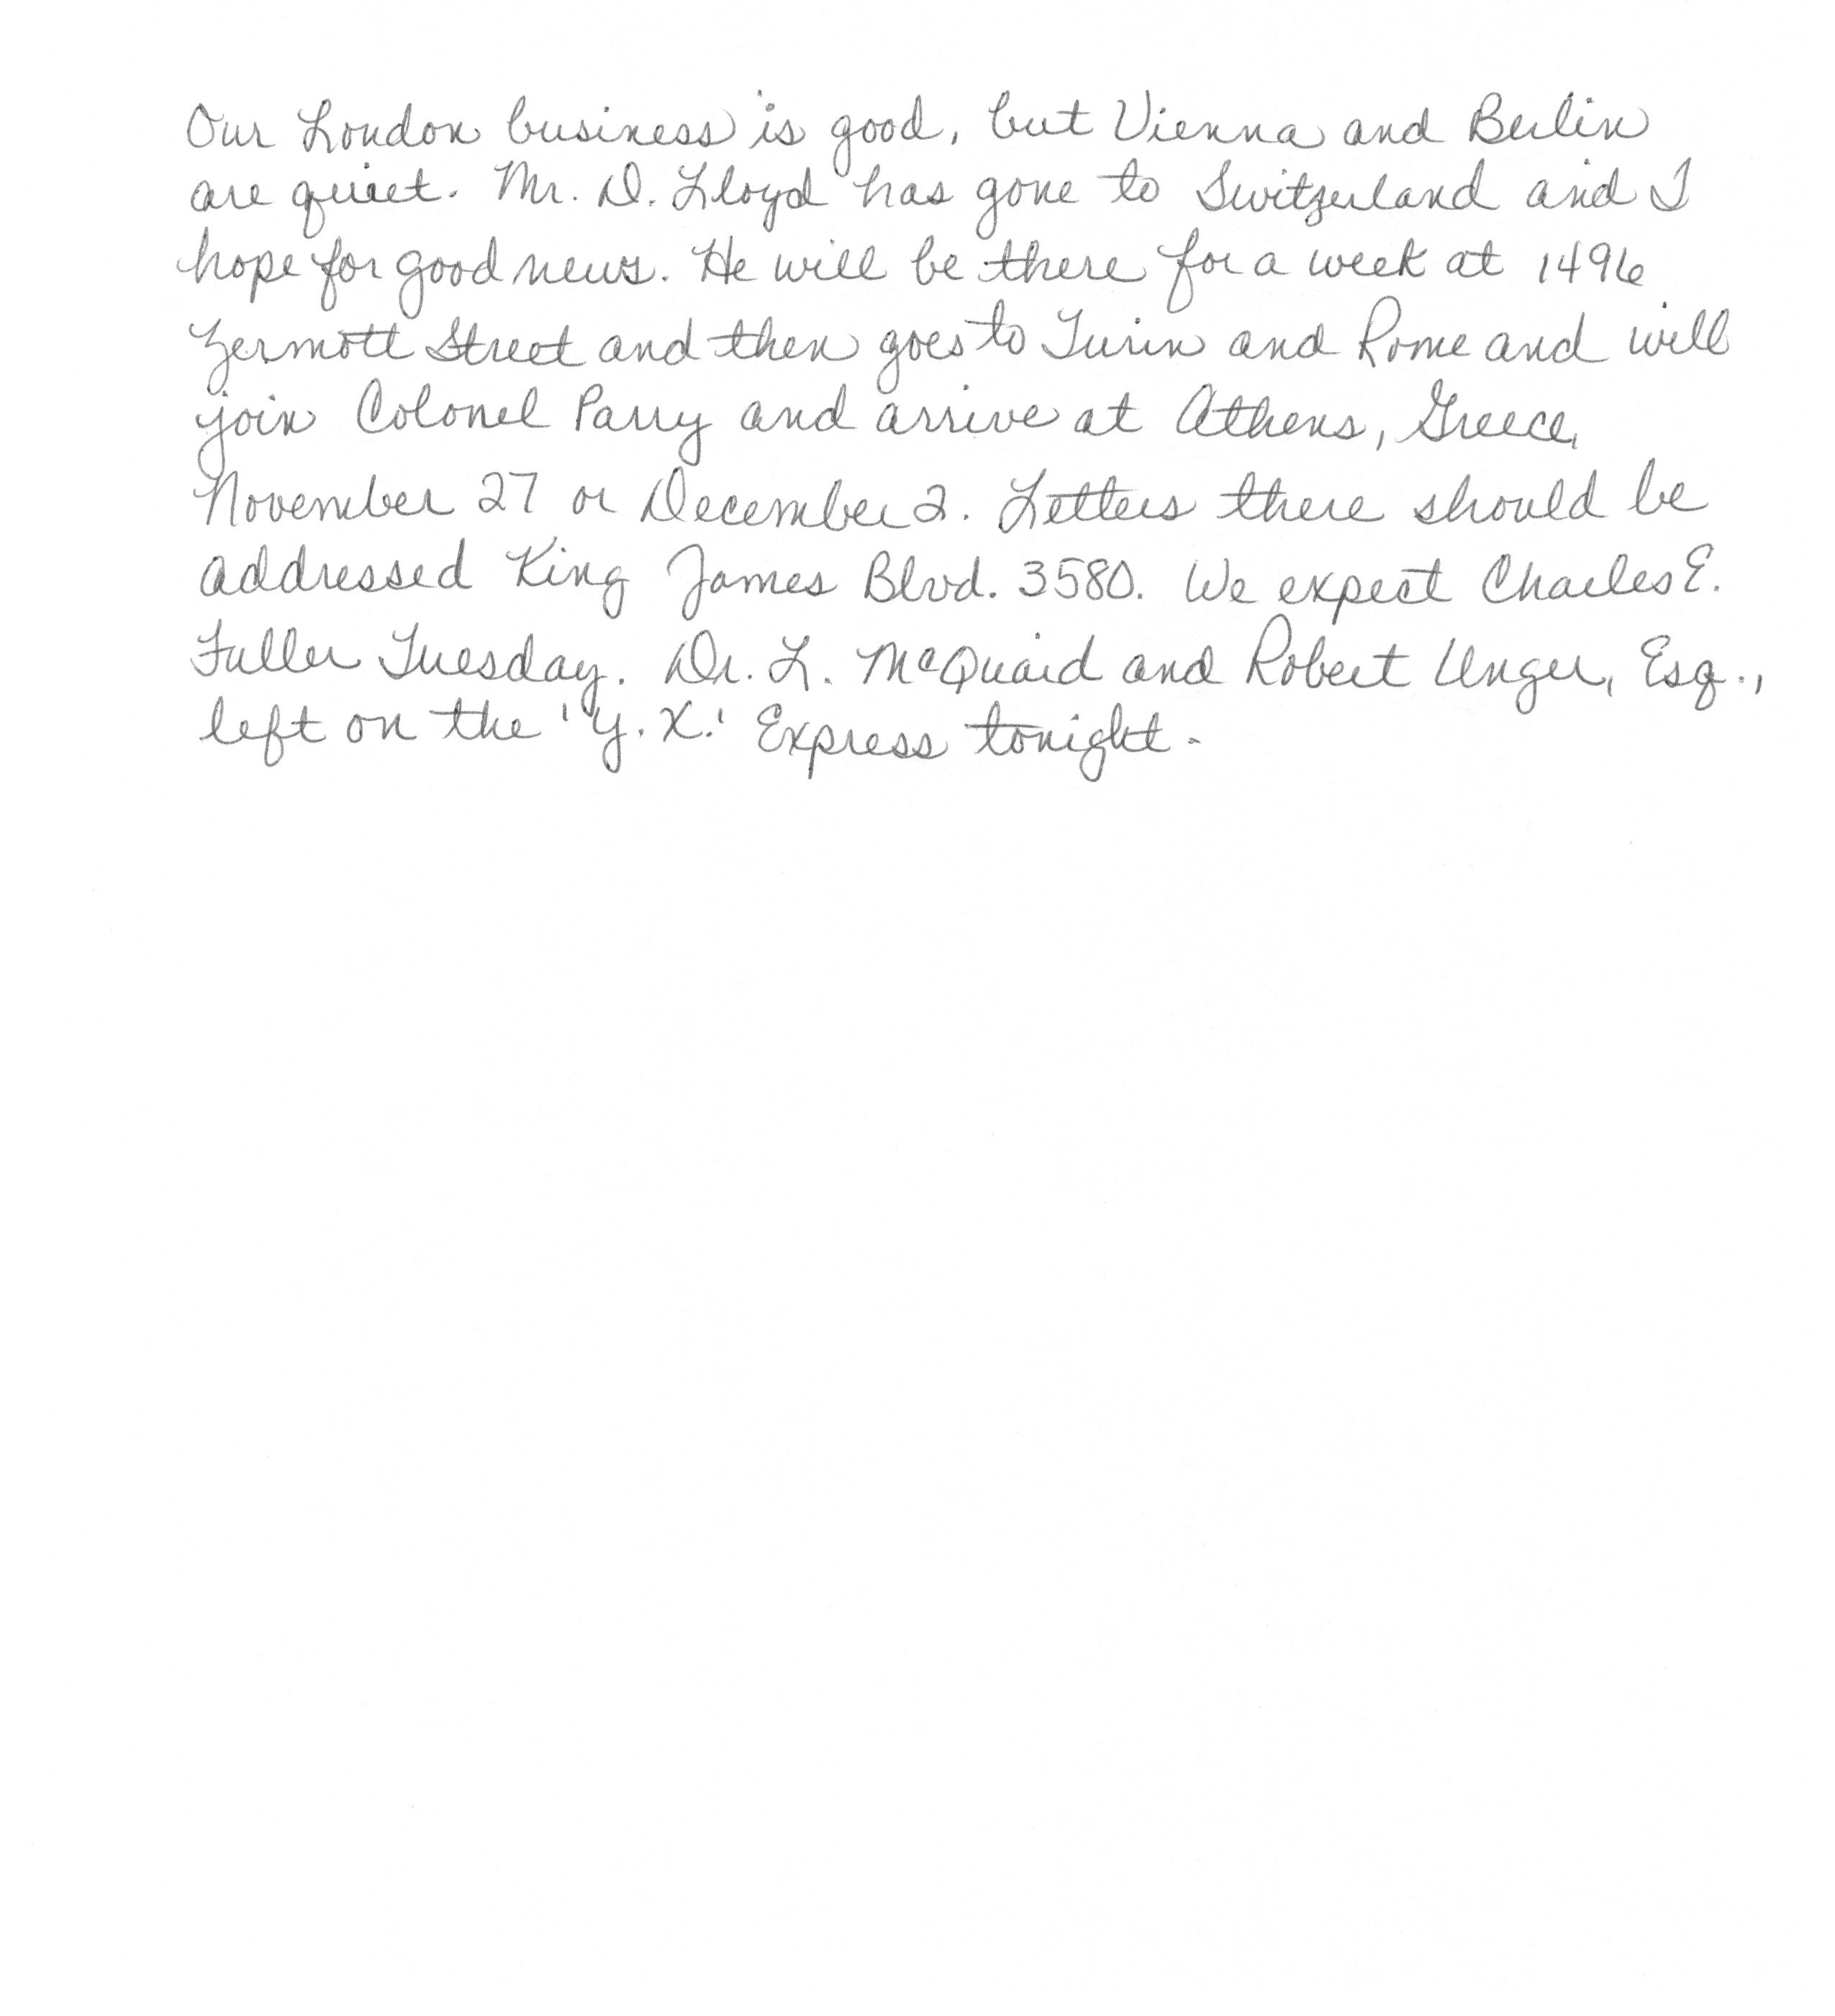 Our London business is good, but Vienna and Berlin
are quiet. Mr. D. Lloyd has gone to Switzerland and I
hope for good news. He will be there for a week at 1496
Zermott Street and then goes to Turin and Rome and will
join Colonel Parry and arrive at Athens, Greece,
November 27 or December 2. Letters there should be
addressed King James Blvd. 3580. We expect Charles E.
Fuller Tuesday. Dr. L. McQuaid and Robert Unger, Esq.,
left on the 'Y. X.' Express tonight.